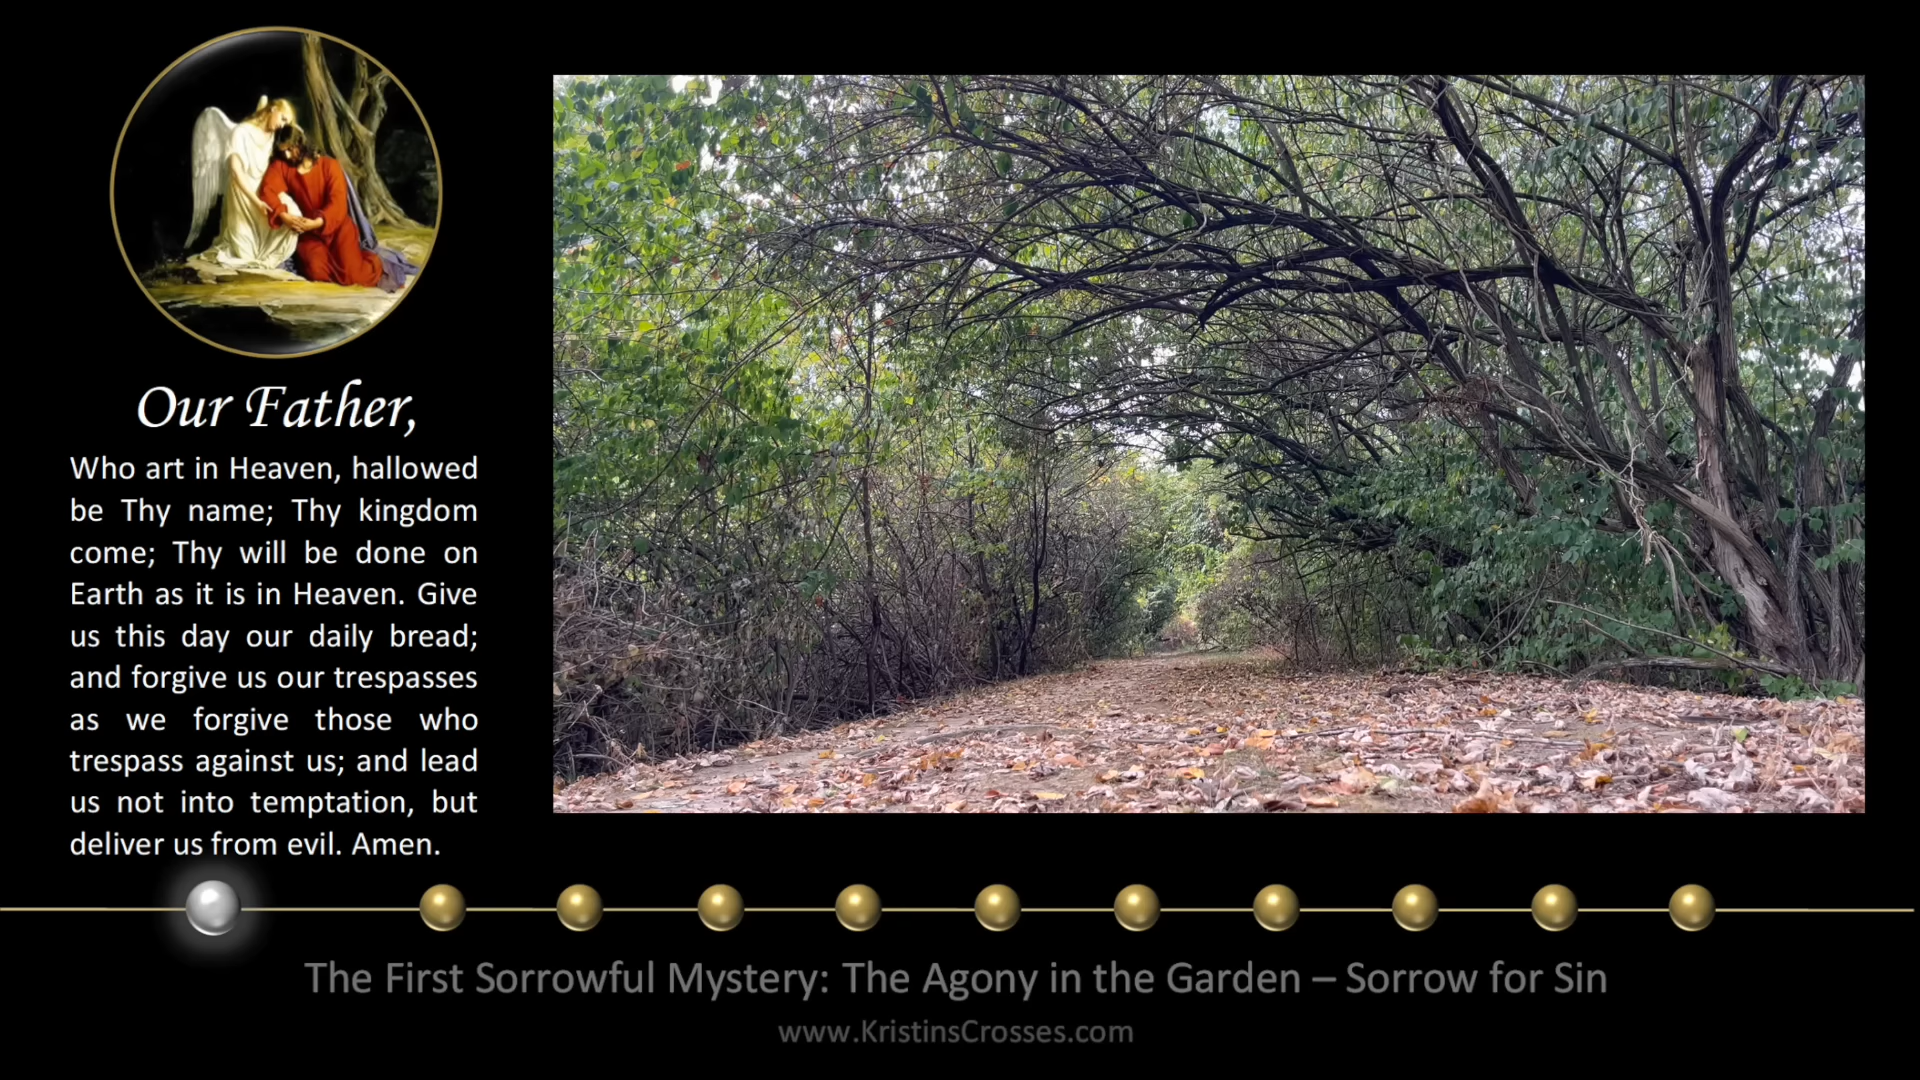 Our Father,
Who art in Heaven, hallowed
be Thy name; Thy kingdom
come; Thy will be done on
Earth as it is in Heaven. Give
us this day our daily bread;
and forgive us our trespasses
as we forgive those who
trespass against us; and lead
us not into temptation, but
deliver us from evil. Amen.
The First Sorrowful Mystery: The Agony in the Garden – Sorrow for Sin
www.KristinsCrosses.com